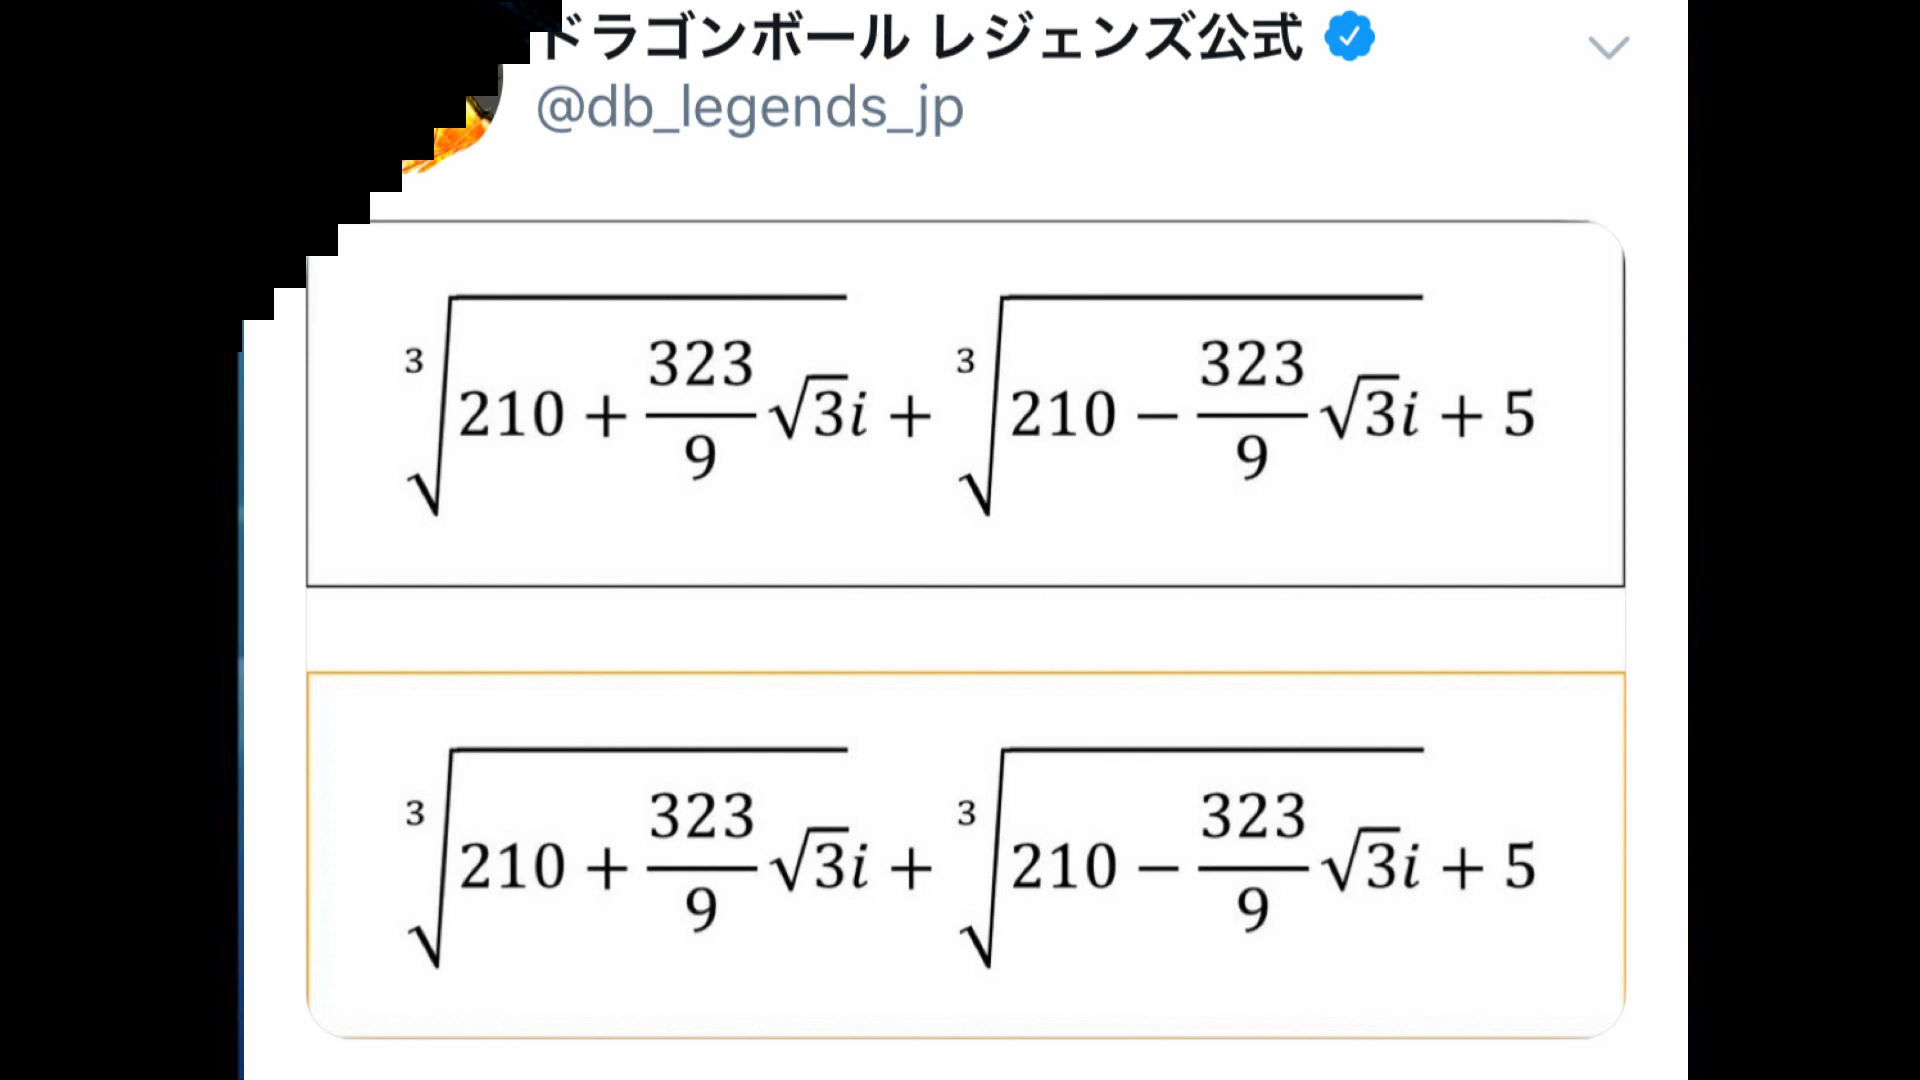 ドラゴンボール レジェンズ公式
@db_legends_jp
∛(210 + 323/9 √3i) + ∛(210 − 323/9 √3i) + 5
∛(210 + 323/9 √3i) + ∛(210 − 323/9 √3i) + 5